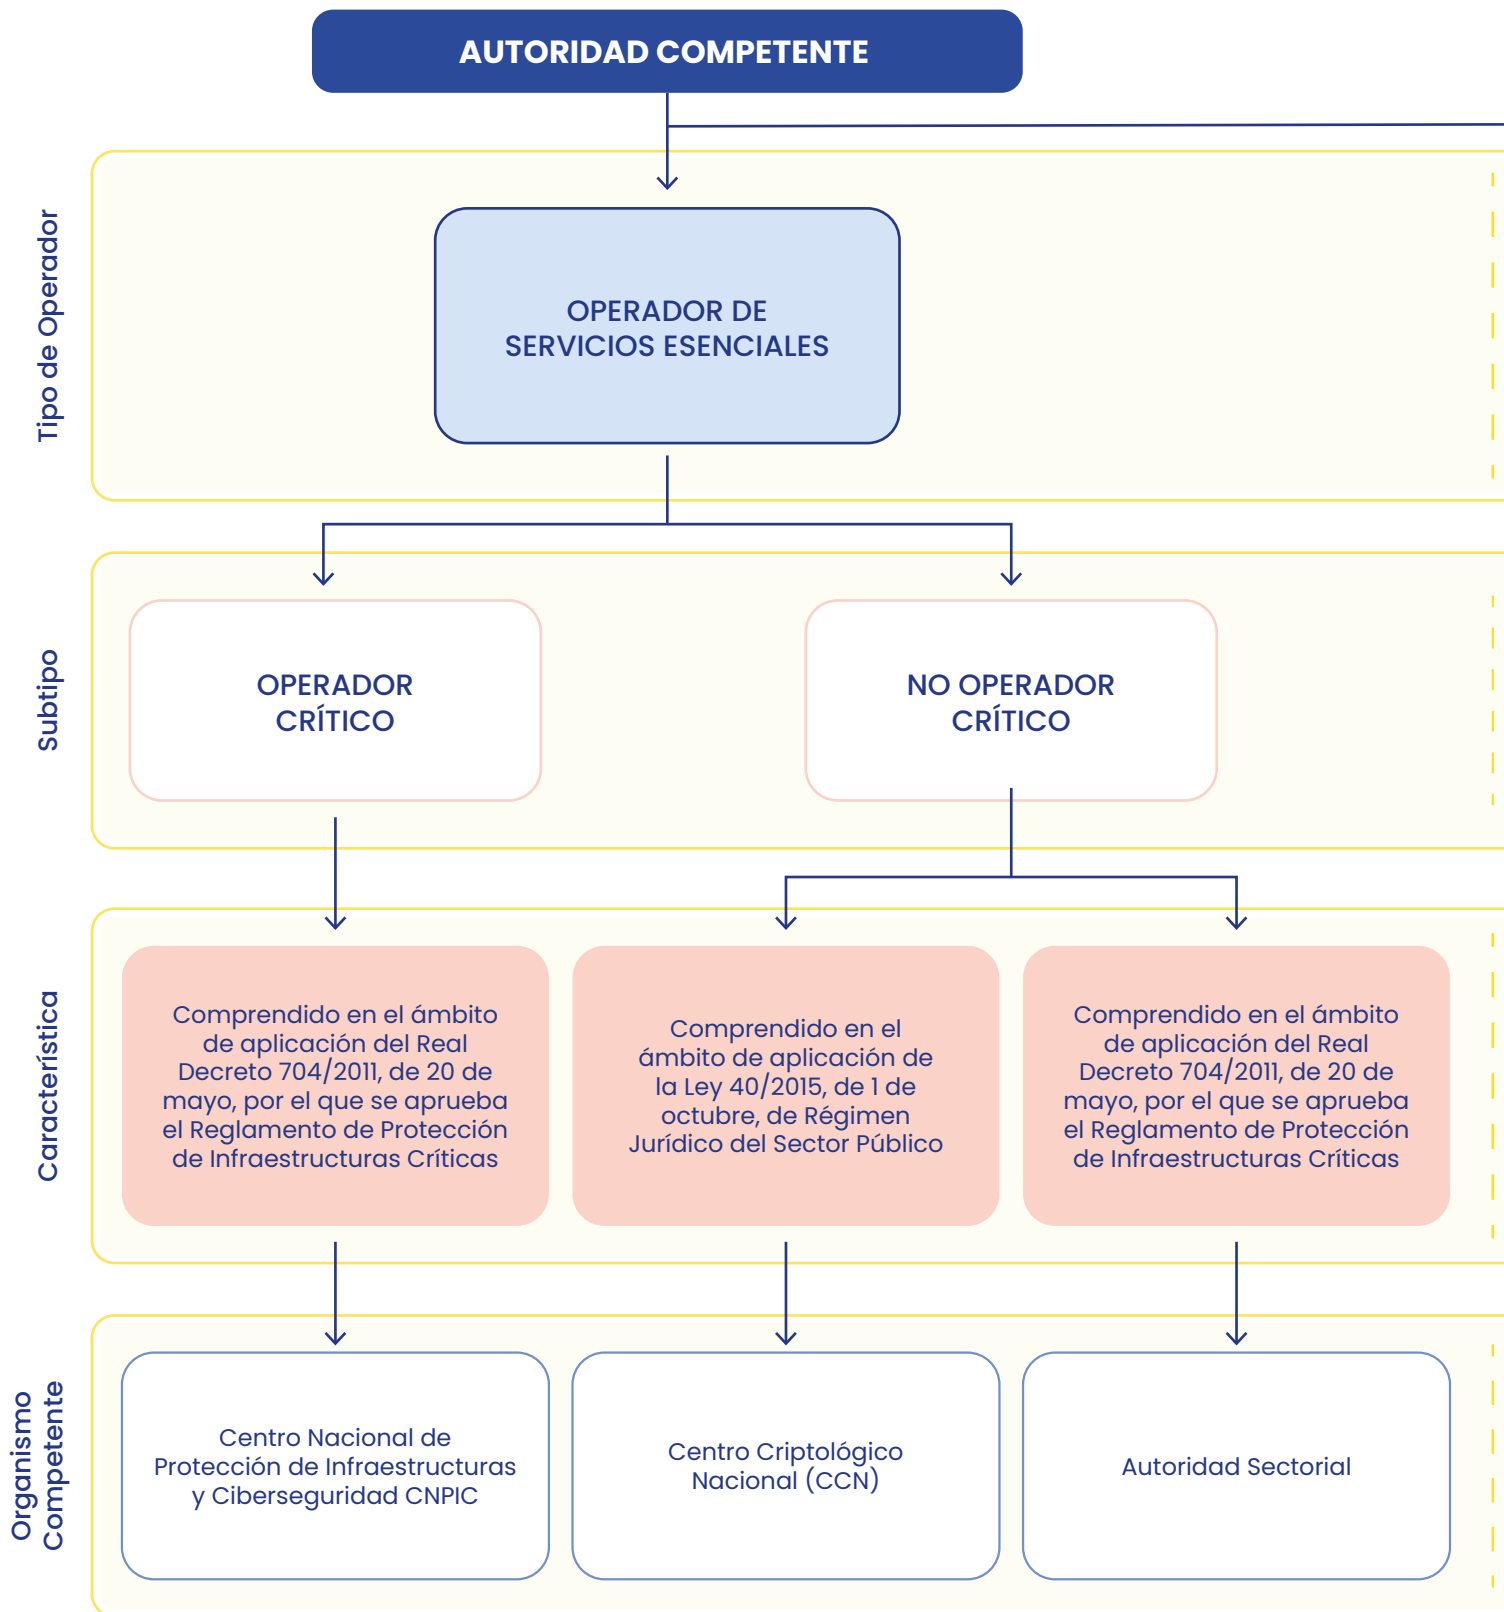 AUTORIDAD COMPETENTE
Tipo de Operador
OPERADOR DE
SERVICIOS ESENCIALES
Subtipo
OPERADOR
CRÍTICO
NO OPERADOR
CRÍTICO
Característica
Comprendido en el ámbito
de aplicación del Real
Decreto 704/2011, de 20 de
mayo, por el que se aprueba
el Reglamento de Protección
de Infraestructuras Críticas
Comprendido en el
ámbito de aplicación de
la Ley 40/2015, de 1 de
octubre, de Régimen
Jurídico del Sector Público
Comprendido en el ámbito
de aplicación del Real
Decreto 704/2011, de 20 de
mayo, por el que se aprueba
el Reglamento de Protección
de Infraestructuras Críticas
Organismo
Competente
Centro Nacional de
Protección de Infraestructuras
y Ciberseguridad CNPIC
Centro Criptológico
Nacional (CCN)
Autoridad Sectorial